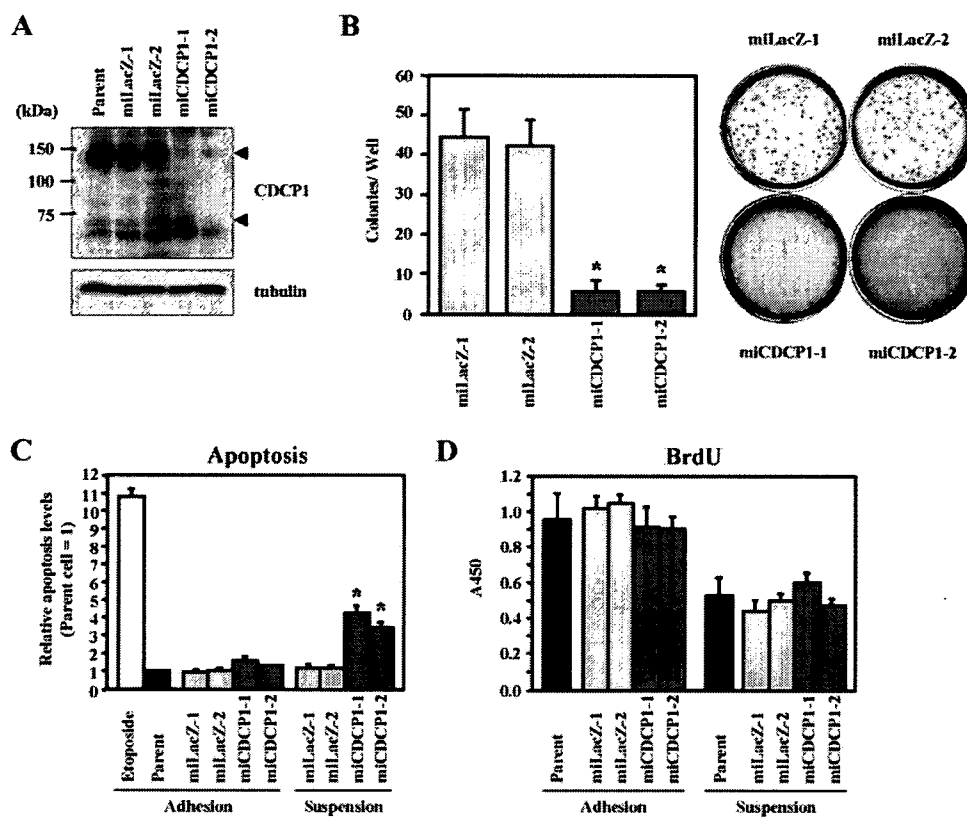 A
Parent
miLacZ-1
miLacZ-2
miCDCP1-1
miCDCP1-2
(kDa)
150
100
75
CDCP1
tubulin
B
60
50
40
30
20
10
0
Colonies/ Well
*
*
miLacZ-1
miLacZ-2
miCDCP1-1
miCDCP1-2
miLacZ-1
miLacZ-2
miCDCP1-1
miCDCP1-2
C
Apoptosis
Relative apoptosis levels
(Parent cell = 1)
12
11
10
9
8
7
6
5
4
3
2
1
0
*
*
Etoposide
Parent
miLacZ-1
miLacZ-2
miCDCP1-1
miCDCP1-2
miLacZ-1
miLacZ-2
miCDCP1-1
miCDCP1-2
Adhesion
Suspension
D
BrdU
A450
1.2
1.0
0.8
0.6
0.4
0.2
0.0
Parent
miLacZ-1
miLacZ-2
miCDCP1-1
miCDCP1-2
Parent
miLacZ-1
miLacZ-2
miCDCP1-1
miCDCP1-2
Adhesion
Suspension